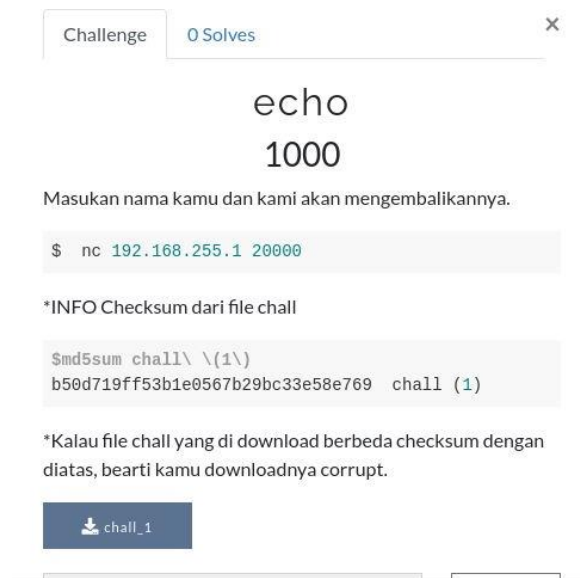 Challenge
0 Solves
×
echo
1000
Masukan nama kamu dan kami akan mengembalikannya.
$  nc 192.168.255.1 20000
*INFO Checksum dari file chall
$md5sum chall\ \(1\)
b50d719ff53b1e0567b29bc33e58e769  chall (1)
*Kalau file chall yang di download berbeda checksum dengan
diatas, bearti kamu downloadnya corrupt.
chall_1